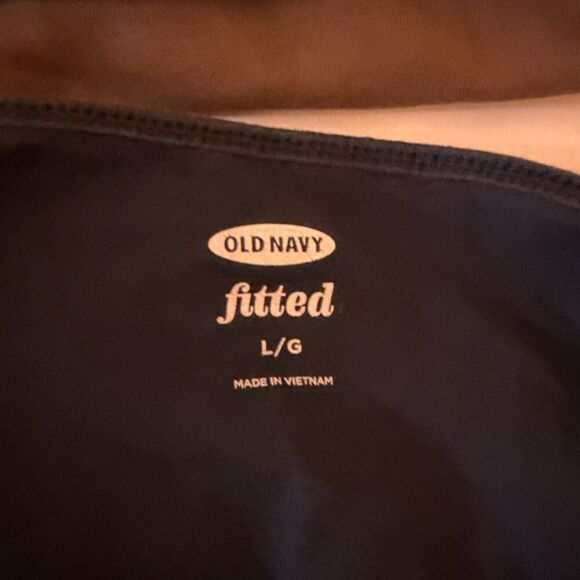 OLD NAVY
fitted
L/G
MADE IN VIETNAM